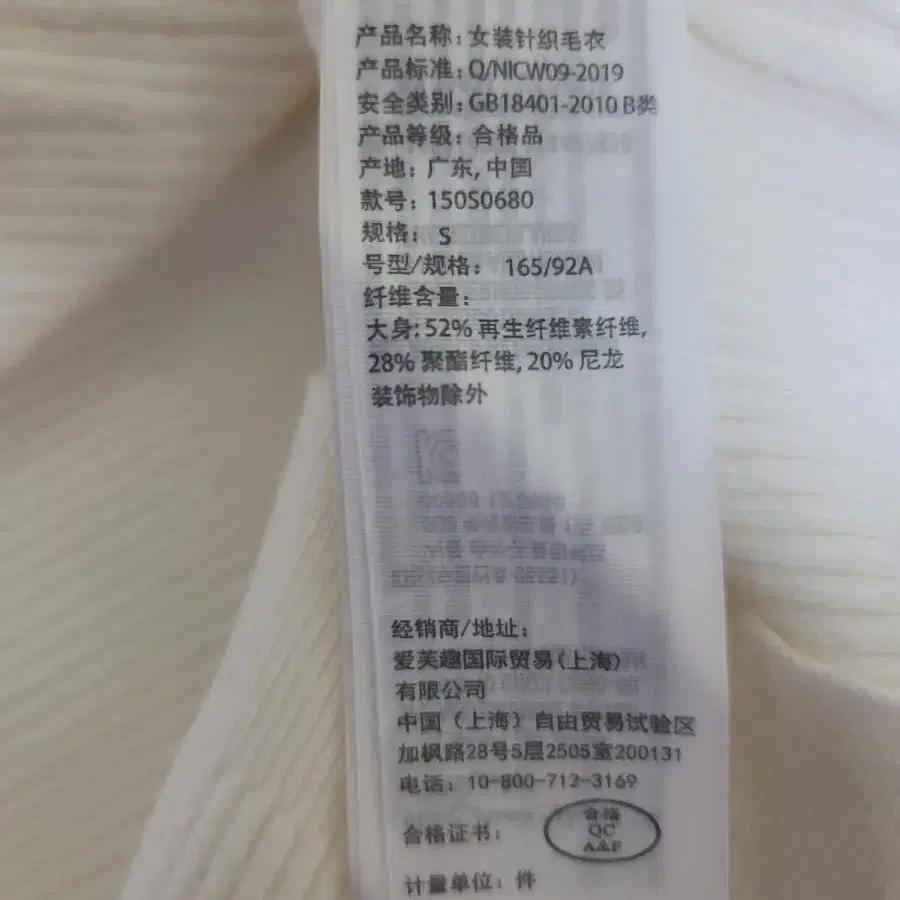 产品名称: 女装针织毛衣
产品标准: Q/NICW09-2019
安全类别: GB18401-2010 B类
产品等级: 合格品
产地: 广东, 中国
款号: 150S0680
规格: S
号型/规格: 165/92A
纤维含量:
大身: 52% 再生纤维素纤维,
28% 聚酯纤维, 20% 尼龙
装饰物除外
经销商/地址:
爱芙趣国际贸易(上海)
有限公司
中国（上海）自由贸易试验区
加枫路28号5层2505室200131
电话: 10-800-712-3169
合格证书:
合格
QC
A&F
计量单位: 件